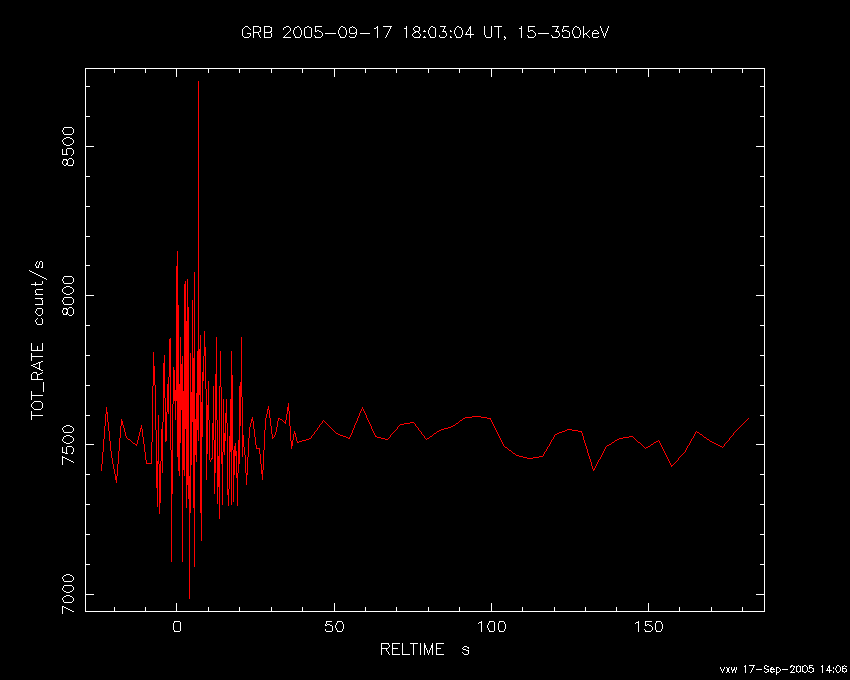 GRB 2005-09-17 18:03:04 UT, 15-350keV
8500
8000
7500
7000
TOT_RATE count/s
0 50 100 150
RELTIME s
vxw 17-Sep-2005 14:06